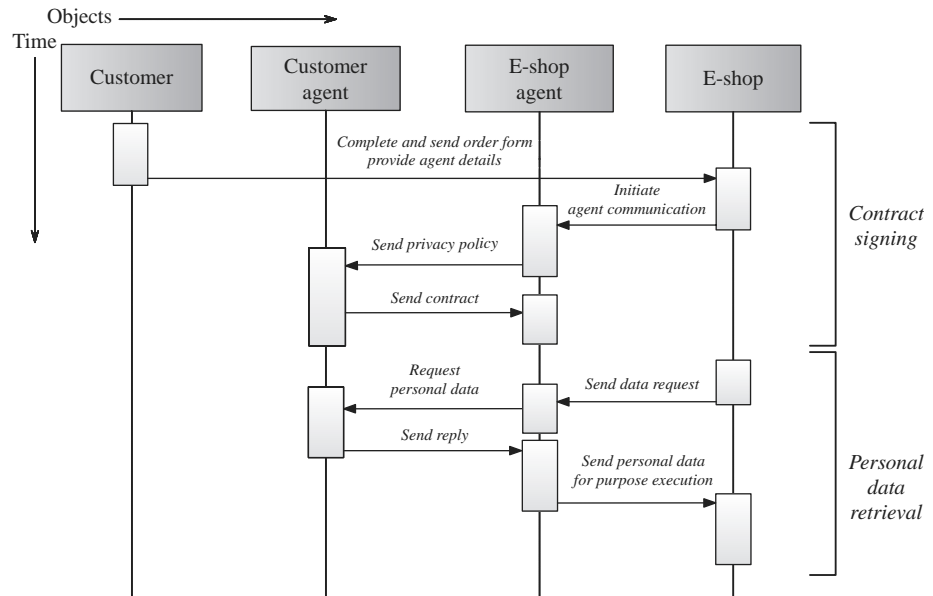 Objects
Time
Customer
Customer
agent
E-shop
agent
E-shop
Complete and send order form
provide agent details
Initiate
agent communication
Send privacy policy
Send contract
Contract
signing
Request
personal data
Send data request
Send reply
Send personal data
for purpose execution
Personal
data
retrieval